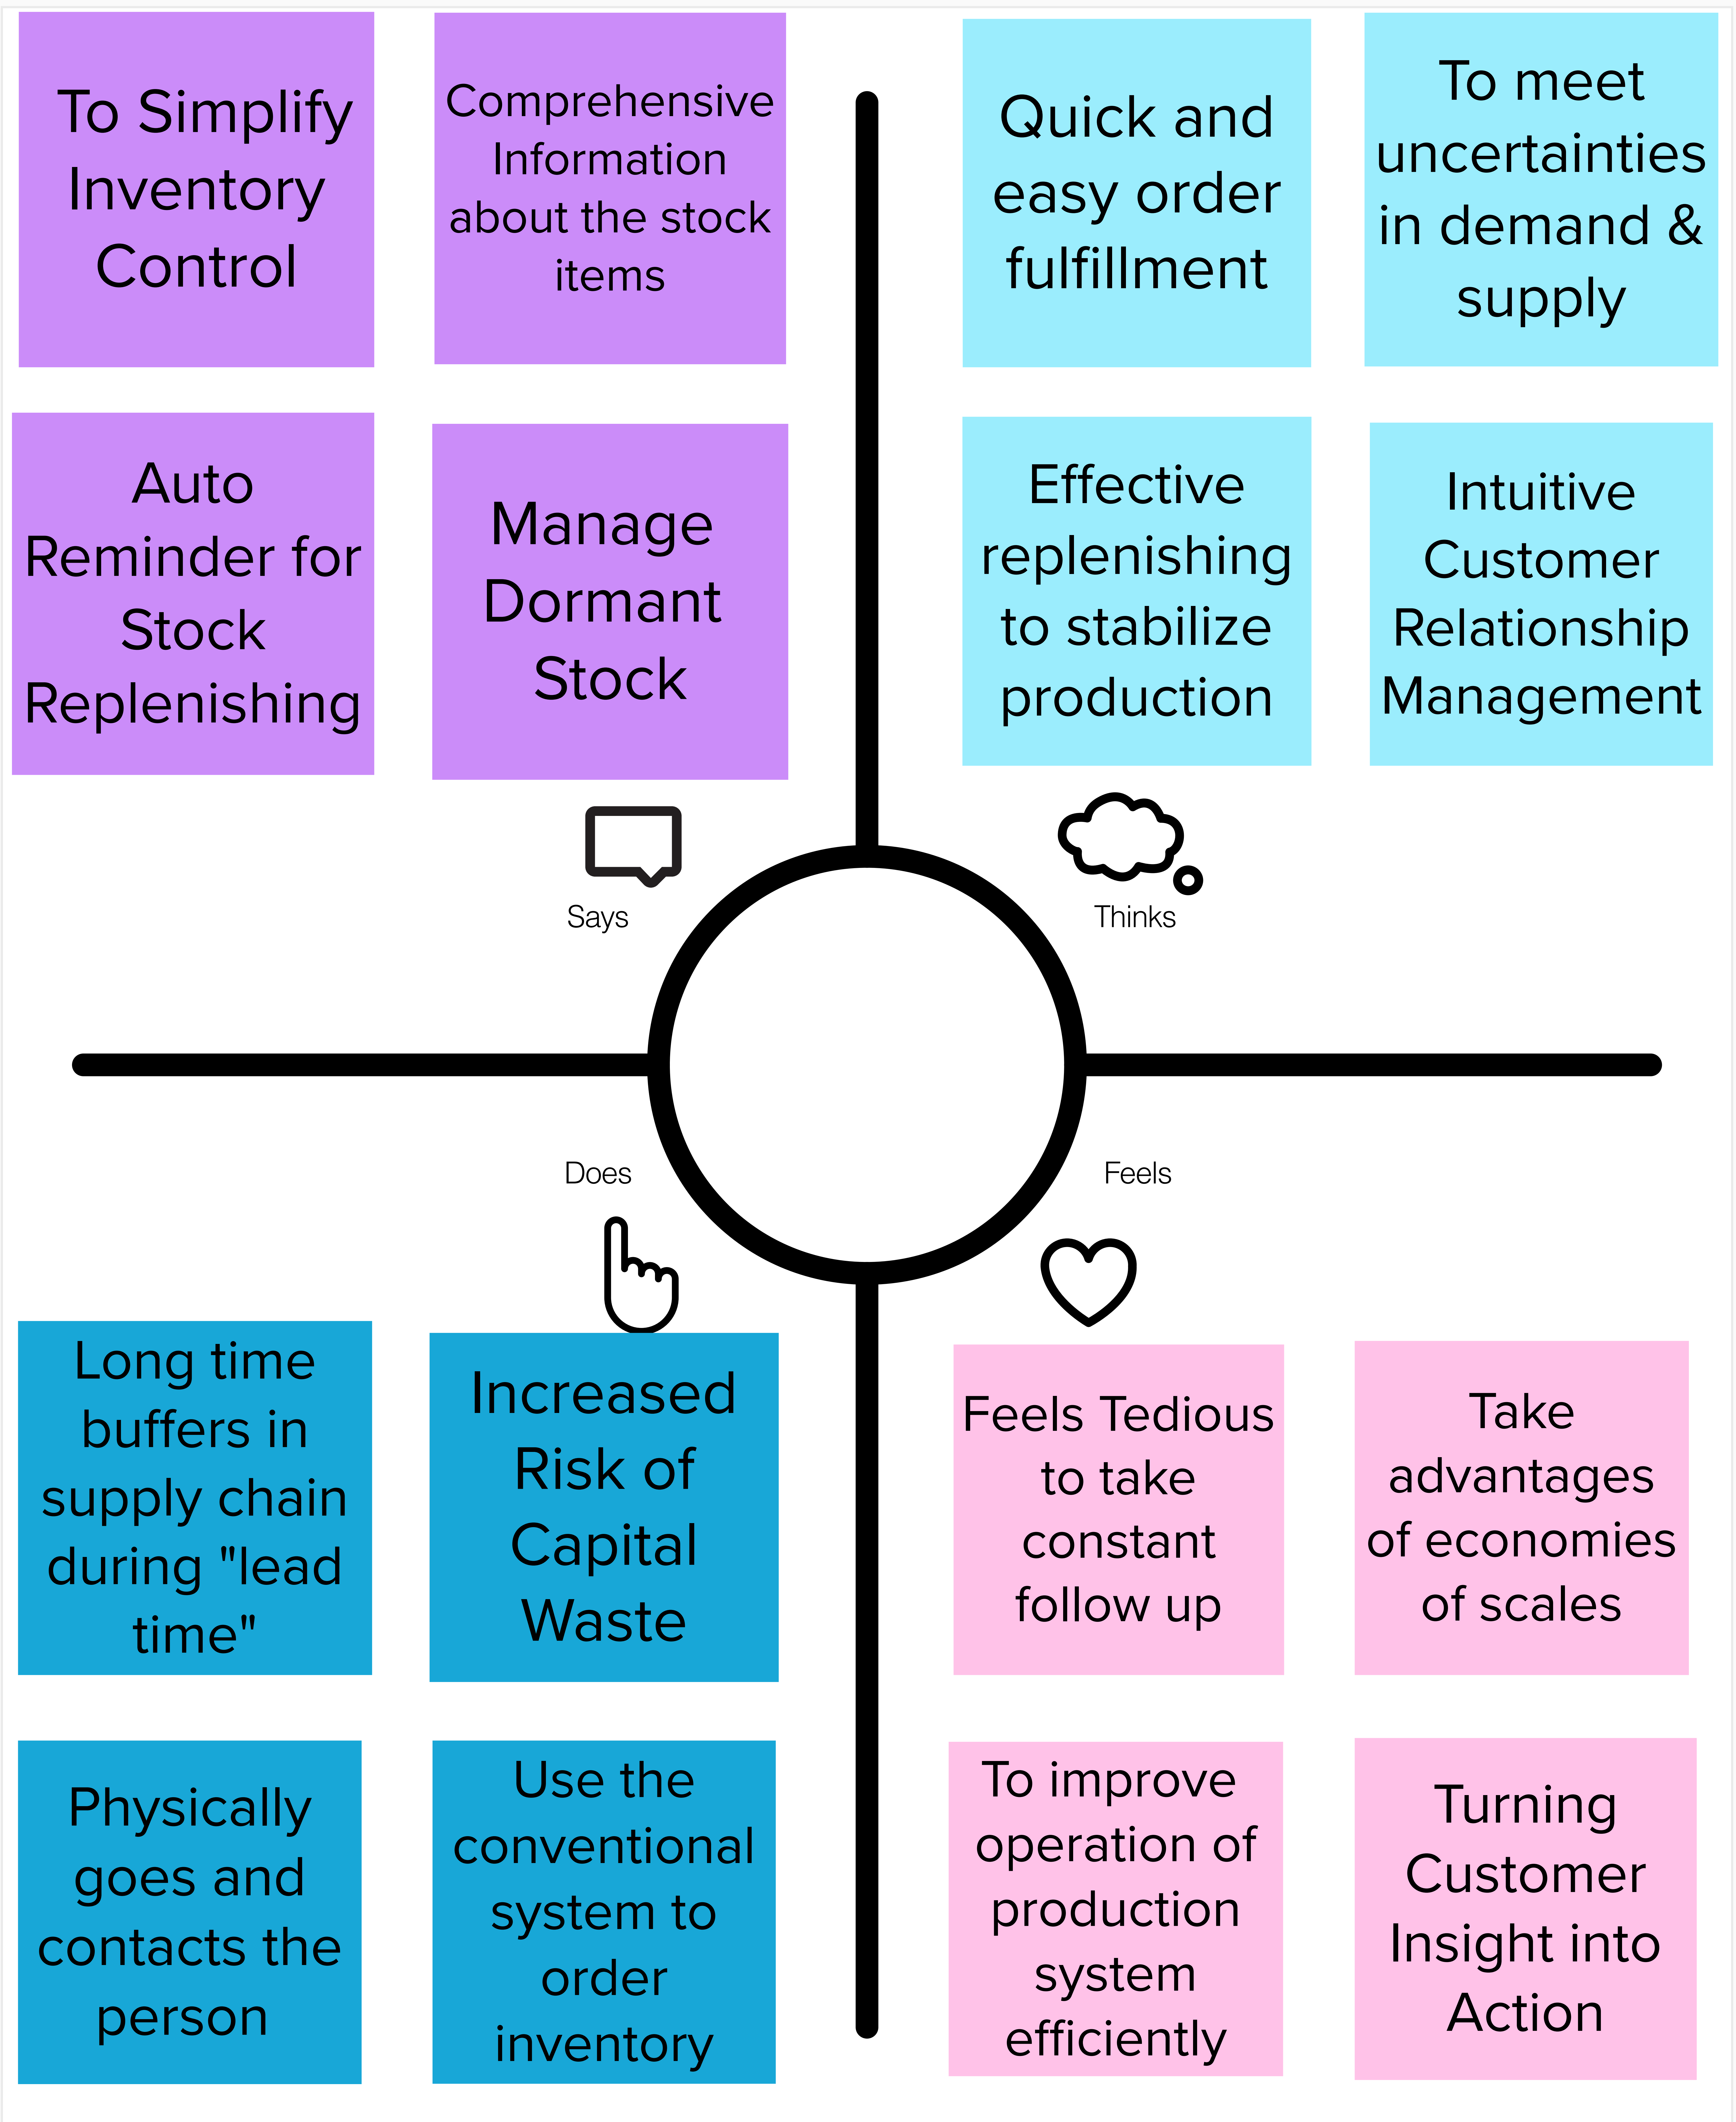 To Simplify
Inventory
Control
Comprehensive
Information
about the stock
items
Auto
Reminder for
Stock
Replenishing
Manage
Dormant
Stock
Says
Quick and
easy order
fulfillment
To meet
uncertainties
in demand &
supply
Effective
replenishing
to stabilize
production
Intuitive
Customer
Relationship
Management
Thinks
Does
Long time
buffers in
supply chain
during "lead
time"
Increased
Risk of
Capital
Waste
Physically
goes and
contacts the
person
Use the
conventional
system to
order
inventory
Feels
Feels Tedious
to take
constant
follow up
Take
advantages
of economies
of scales
To improve
operation of
production
system
efficiently
Turning
Customer
Insight into
Action